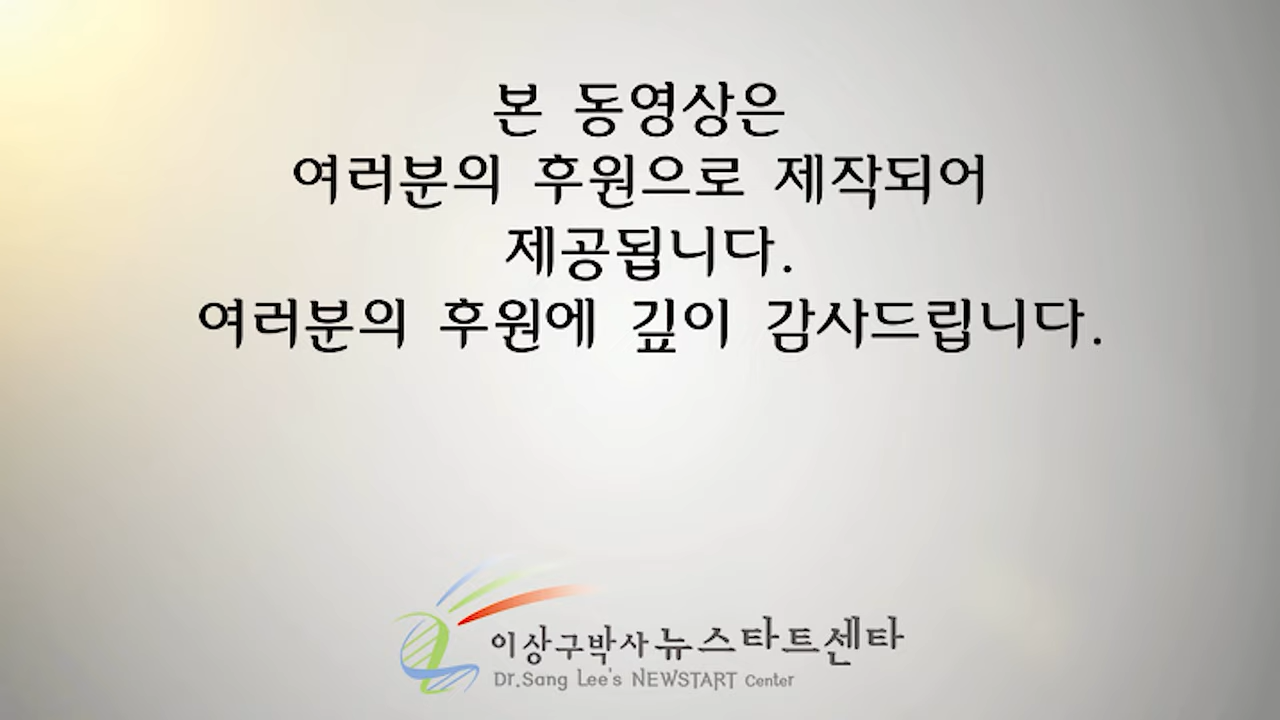 본 동영상은
여러분의 후원으로 제작되어
제공됩니다.
여러분의 후원에 깊이 감사드립니다.
이상구박사 뉴스타트센타
Dr.Sang Lee's NEWSTART Center